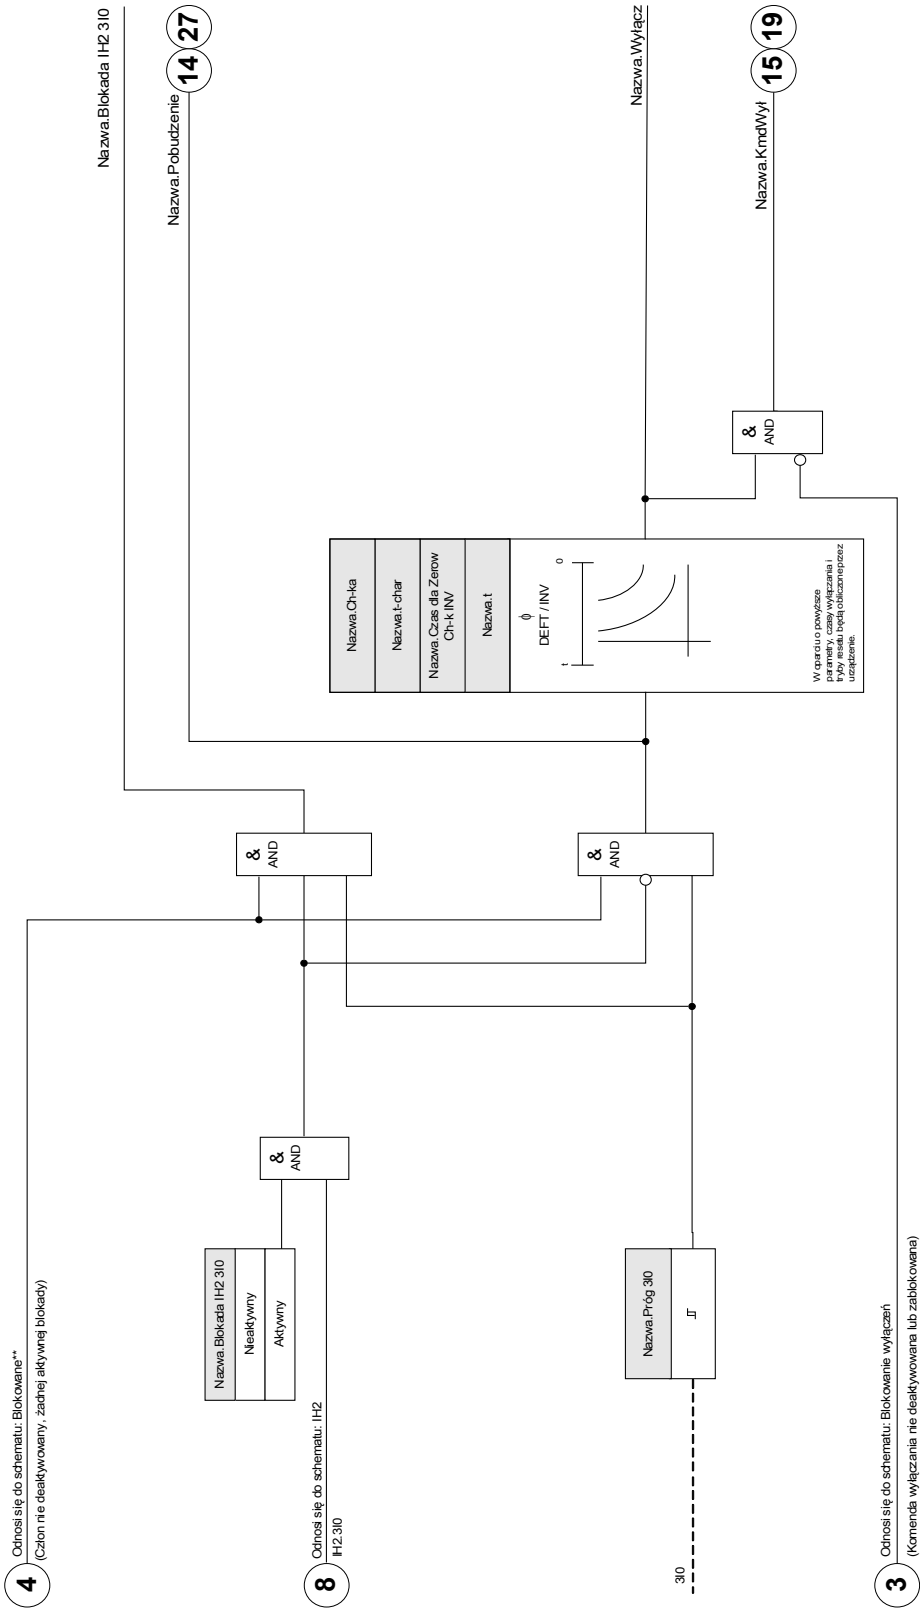 4
Odnosi się do schematu: Blokowane**
(Człon nie deaktywowany, żadnej aktywnej blokady)
Nazwa.Blokada IH2 3I0
Nieaktywny
Aktywny
8
Odnosi się do schematu: IH2
IH2.3I0
&
AND
&
AND
Nazwa.Blokada IH2 3I0
Nazwa.Pobudzenie
14
27
3I0
Nazwa.Próg 3I0
&
AND
Nazwa.Ch-ka
Nazwa.t-char
Nazwa.Czas dla Zerow
Ch-k INV
Nazwa.t
ϕ
DEFT / INV
t
0
W oparciu o powyższe
parametry, czasy wyłączania i
tryby resetu będą obliczone przez
urządzenie.
Nazwa.Wyłącz
&
AND
Nazwa.KmdWył
15
19
3
Odnosi się do schematu: Blokowanie wyłączeń
(Komenda wyłączania nie deaktywowana lub zablokowana)